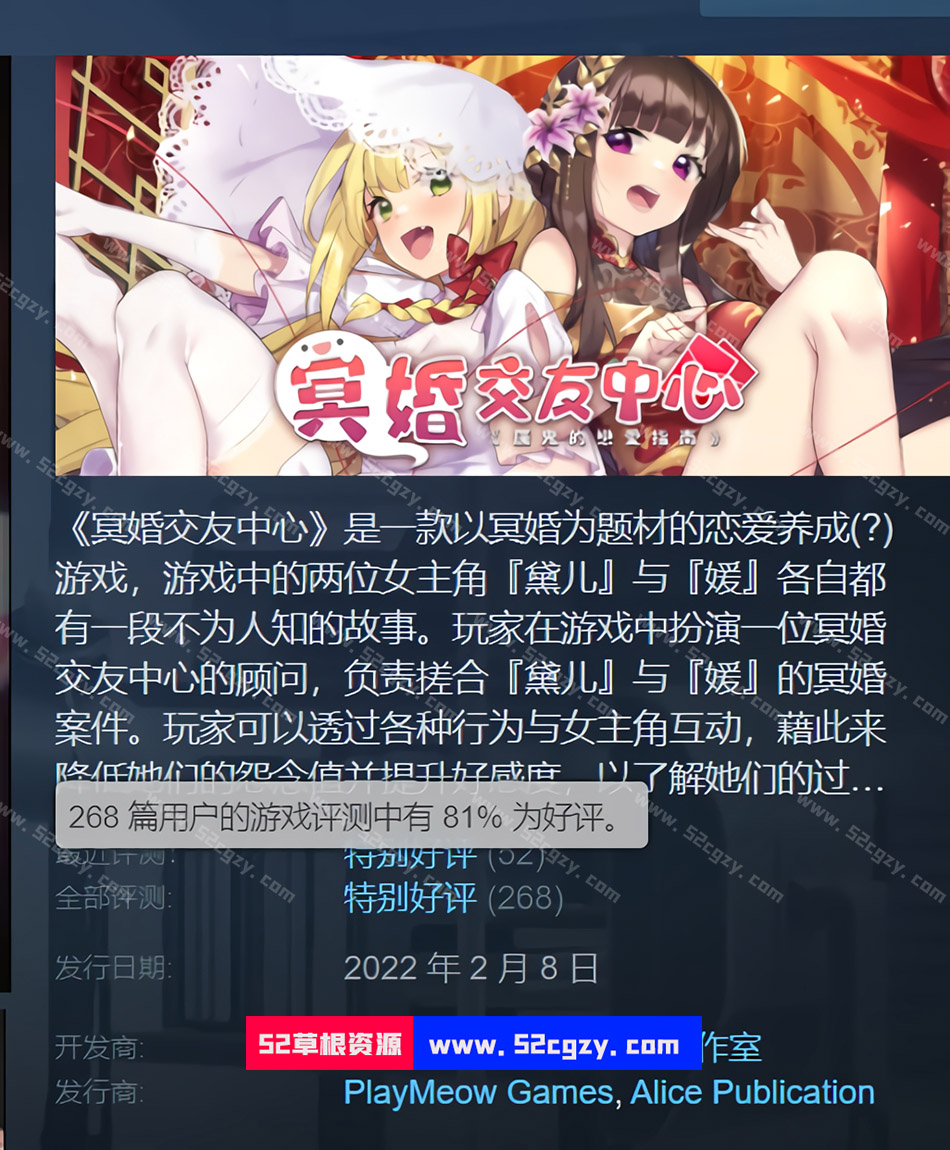 冥婚交友中心
《厲鬼的戀愛指南》
《冥婚交友中心》是一款以冥婚为题材的恋爱养成(?)
游戏，游戏中的两位女主角『黛儿』与『媛』各自都
有一段不为人知的故事。玩家在游戏中扮演一位冥婚
交友中心的顾问，负责搓合『黛儿』与『媛』的冥婚
案件。玩家可以透过各种行为与女主角互动，藉此来
降低她们的怨念值并提升好感度，以了解她们的过...
268 篇用户的游戏评测中有 81% 为好评。
最近评测: 特别好评 (52)
全部评测: 特别好评 (268)
发行日期: 2022 年 2 月 8 日
开发商: 作室
52草根资源 www.52cgzy.com
发行商: PlayMeow Games, Alice Publication
www.52cgzy.com